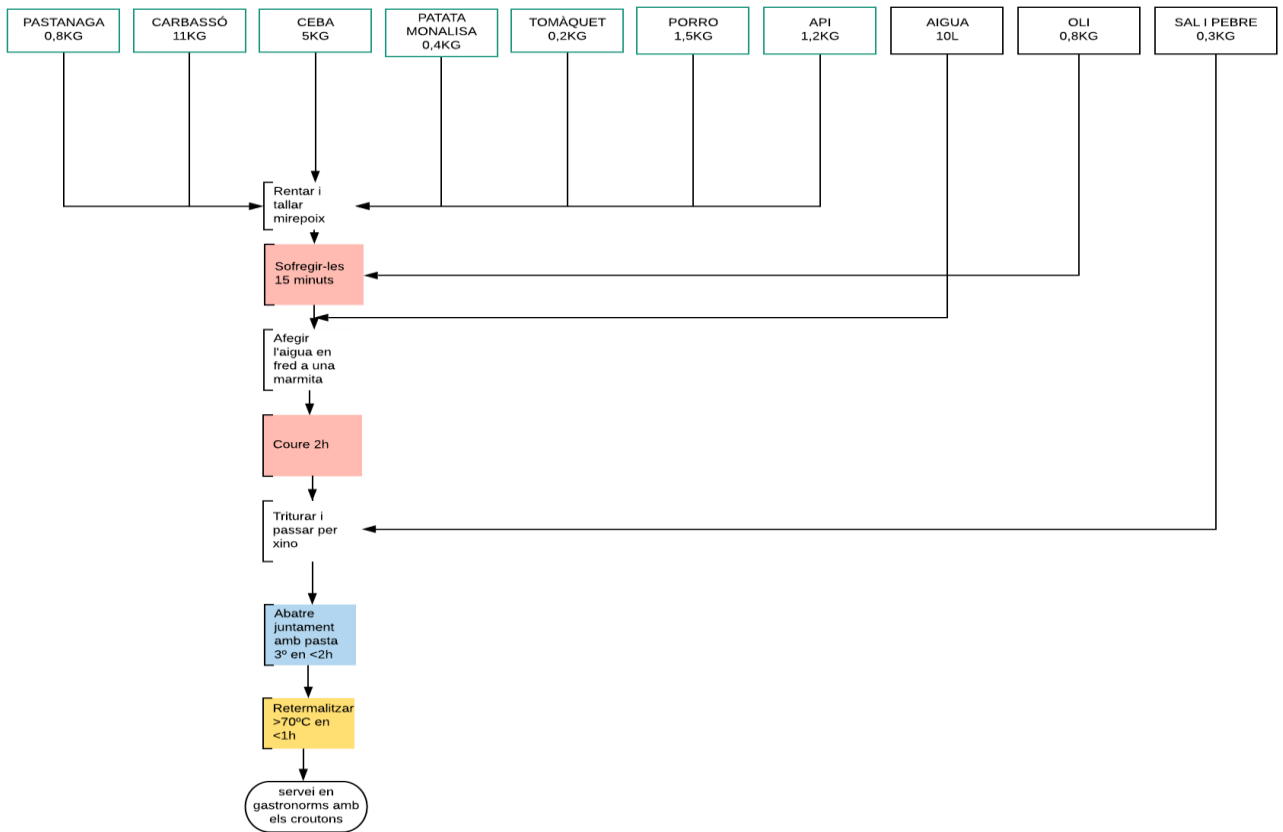 PASTANAGA
0,8KG
CARBASSÓ
11KG
CEBA
5KG
PATATA
MONALISA
0,4KG
TOMÀQUET
0,2KG
PORRO
1,5KG
API
1,2KG
AIGUA
10L
OLI
0,8KG
SAL I PEBRE
0,3KG
Rentar i
tallar
mirepoix
Sofregir-les
15 minuts
Afegir
l'aigua en
fred a una
marmita
Coure 2h
Triturar i
passar per
xino
Abatre
juntament
amb pasta
3º en <2h
Retermalitzar
>70ºC en
<1h
servei en
gastronorms amb
els croutons